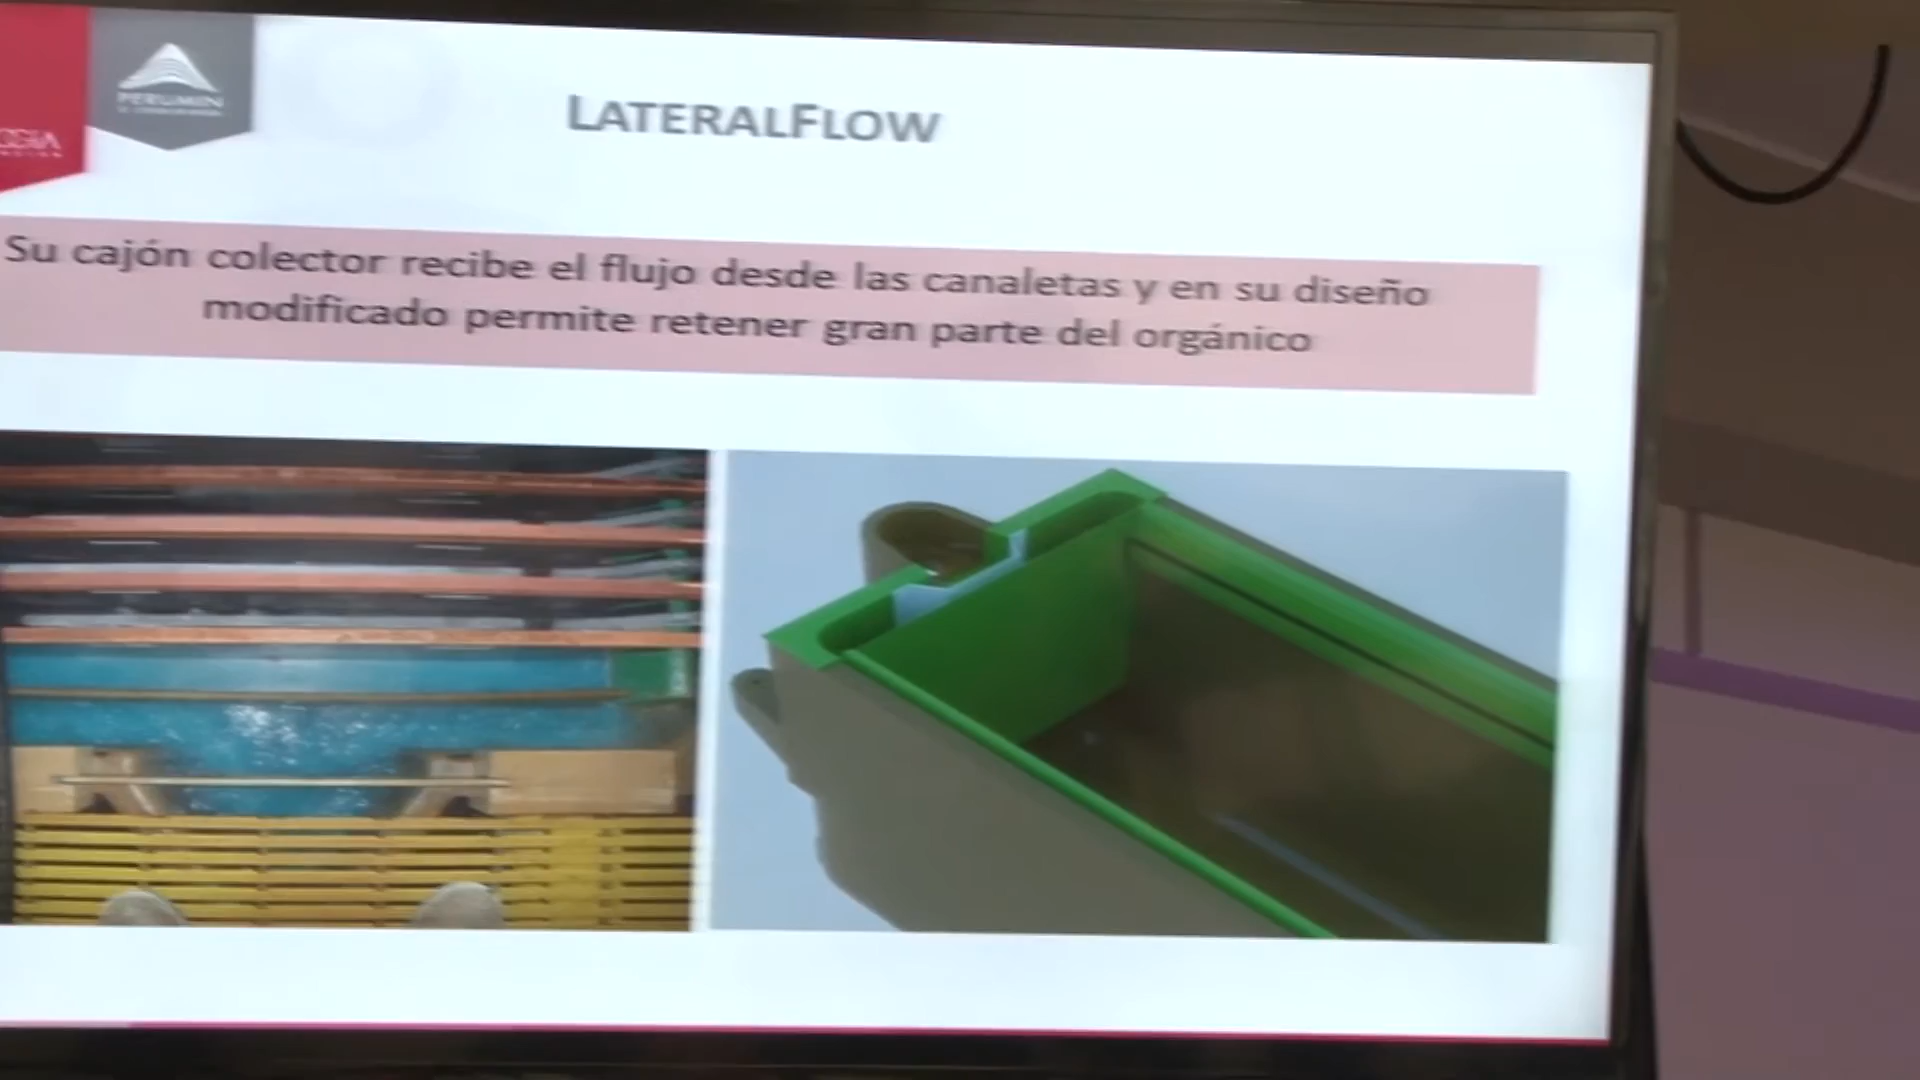 PERUMIN
LATERALFLOW
Su cajón colector recibe el flujo desde las canaletas y en su diseño
modificado permite retener gran parte del orgánico